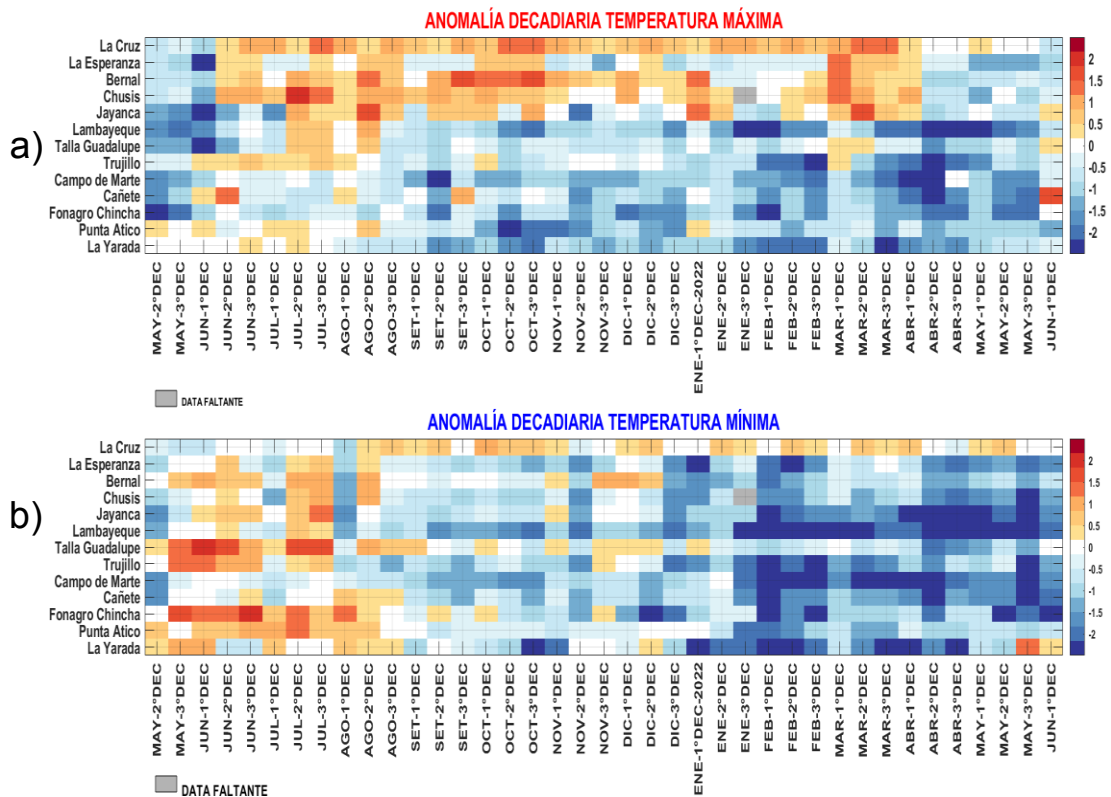 ANOMALÍA DECADIARIA TEMPERATURA MÁXIMA
a)
La Cruz
La Esperanza
Bernal
Chusis
Jayanca
Lambayeque
Talla Guadalupe
Trujillo
Campo de Marte
Cañete
Fonagro Chincha
Punta Atico
La Yarada
2
1.5
1
0.5
0
-0.5
-1
-1.5
-2
MAY-2°DEC
MAY-3°DEC
JUN-1°DEC
JUN-2°DEC
JUN-3°DEC
JUL-1°DEC
JUL-2°DEC
JUL-3°DEC
AGO-1°DEC
AGO-2°DEC
AGO-3°DEC
SET-1°DEC
SET-2°DEC
SET-3°DEC
OCT-1°DEC
OCT-2°DEC
OCT-3°DEC
NOV-1°DEC
NOV-2°DEC
NOV-3°DEC
DIC-1°DEC
DIC-2°DEC
DIC-3°DEC
ENE-1°DEC-2022
ENE-2°DEC
ENE-3°DEC
FEB-1°DEC
FEB-2°DEC
FEB-3°DEC
MAR-1°DEC
MAR-2°DEC
MAR-3°DEC
ABR-1°DEC
ABR-2°DEC
ABR-3°DEC
MAY-1°DEC
MAY-2°DEC
MAY-3°DEC
JUN-1°DEC
DATA FALTANTE
ANOMALÍA DECADIARIA TEMPERATURA MÍNIMA
b)
La Cruz
La Esperanza
Bernal
Chusis
Jayanca
Lambayeque
Talla Guadalupe
Trujillo
Campo de Marte
Cañete
Fonagro Chincha
Punta Atico
La Yarada
2
1.5
1
0.5
0
-0.5
-1
-1.5
-2
MAY-2°DEC
MAY-3°DEC
JUN-1°DEC
JUN-2°DEC
JUN-3°DEC
JUL-1°DEC
JUL-2°DEC
JUL-3°DEC
AGO-1°DEC
AGO-2°DEC
AGO-3°DEC
SET-1°DEC
SET-2°DEC
SET-3°DEC
OCT-1°DEC
OCT-2°DEC
OCT-3°DEC
NOV-1°DEC
NOV-2°DEC
NOV-3°DEC
DIC-1°DEC
DIC-2°DEC
DIC-3°DEC
ENE-1°DEC-2022
ENE-2°DEC
ENE-3°DEC
FEB-1°DEC
FEB-2°DEC
FEB-3°DEC
MAR-1°DEC
MAR-2°DEC
MAR-3°DEC
ABR-1°DEC
ABR-2°DEC
ABR-3°DEC
MAY-1°DEC
MAY-2°DEC
MAY-3°DEC
JUN-1°DEC
DATA FALTANTE